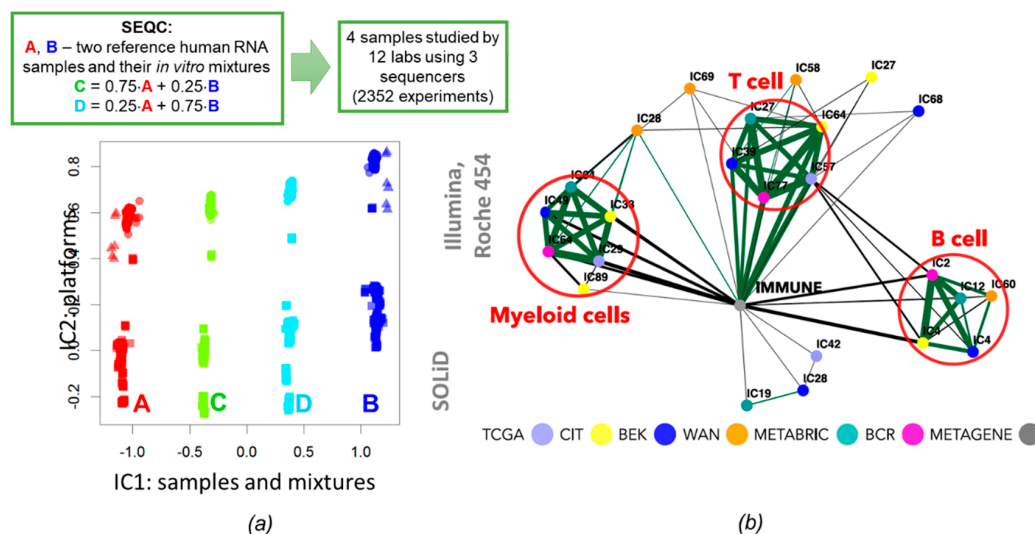 SEQC:
A, B – two reference human RNA
samples and their in vitro mixtures
C = 0.75·A + 0.25·B
D = 0.25·A + 0.75·B
4 samples studied by
12 labs using 3
sequencers
(2352 experiments)
IC2: platforms
0.8
0.6
0.4
0.2
0.0
-0.2
A
C
D
B
-1.0
-0.5
0.0
0.5
1.0
IC1: samples and mixtures
Illumina,
Roche 454
SOLiD
(a)
IC69
IC58
IC27
T cell
IC27
IC64
IC68
IC28
IC39
IC57
IC77
IC49
IC33
IC64
IC29
IC89
Myeloid cells
IMMUNE
B cell
IC2
IC12
IC60
IC4
IC4
IC42
IC28
IC19
TCGA
CIT
BEK
WAN
METABRIC
BCR
METAGENE
(b)